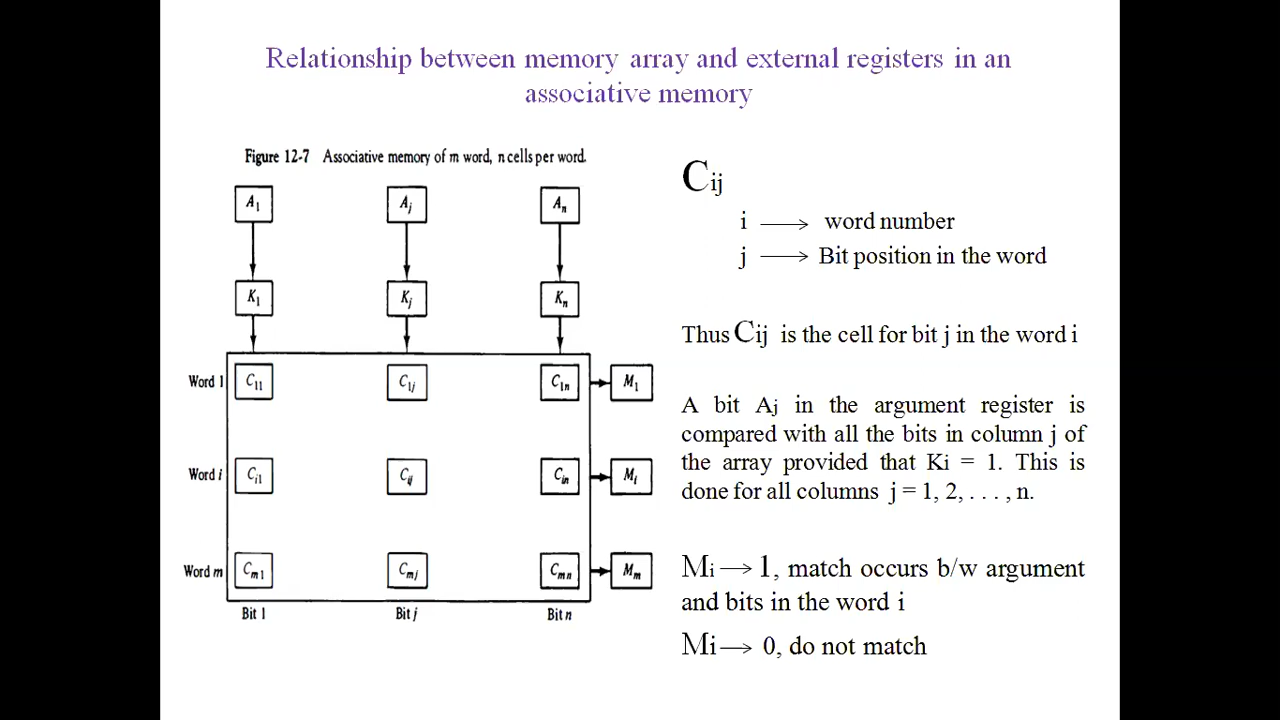 Relationship between memory array and external registers in an
associative memory
Figure 12-7 Associative memory of m word, n cells per word.
A1 Aj An
K1 Kj Kn
Word 1 C11 C1j C1n M1
Word i Ci1 Cij Cin Mi
Word m Cm1 Cmj Cmn Mm
Bit 1 Bit j Bit n
Cij
i → word number
j → Bit position in the word
Thus Cij is the cell for bit j in the word i
A bit Aj in the argument register is
compared with all the bits in column j of
the array provided that Ki = 1. This is
done for all columns j = 1, 2, . . . , n.
Mi → 1, match occurs b/w argument
and bits in the word i
Mi → 0, do not match